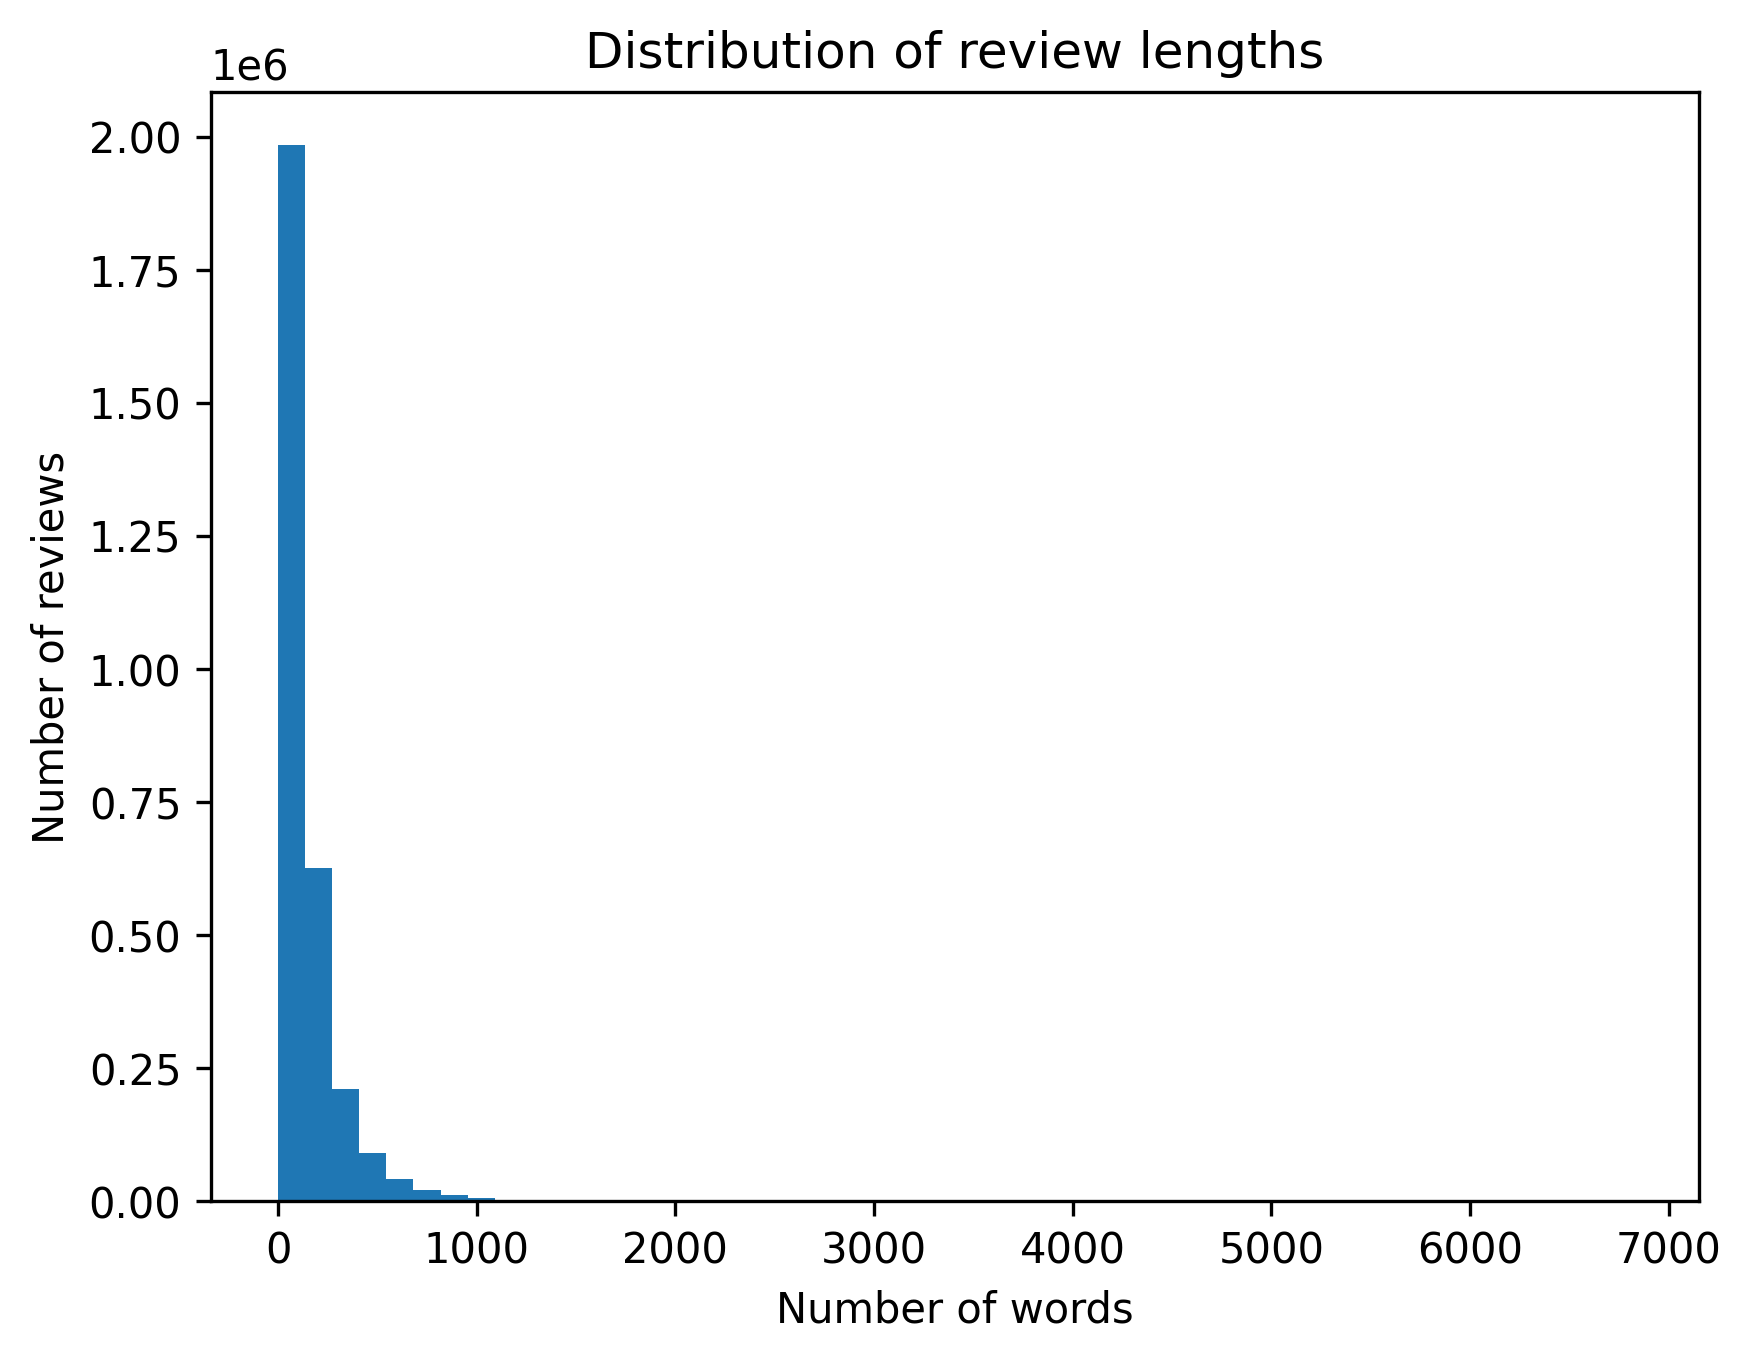 Distribution of review lengths
1e6
2.00
1.75
1.50
1.25
1.00
0.75
0.50
0.25
0.00
Number of reviews
0 1000 2000 3000 4000 5000 6000 7000
Number of words